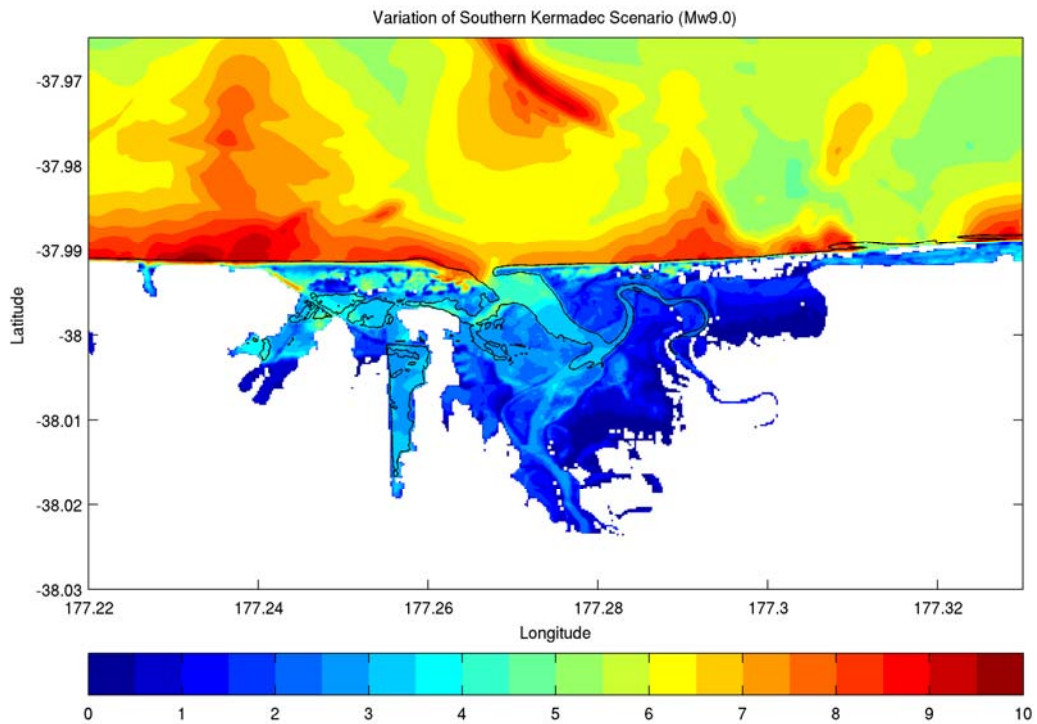 Variation of Southern Kermadec Scenario (Mw9.0)
-37.97
-37.98
-37.99
-38
-38.01
-38.02
-38.03
Latitude
177.22 177.24 177.26 177.28 177.3 177.32
Longitude
0 1 2 3 4 5 6 7 8 9 10